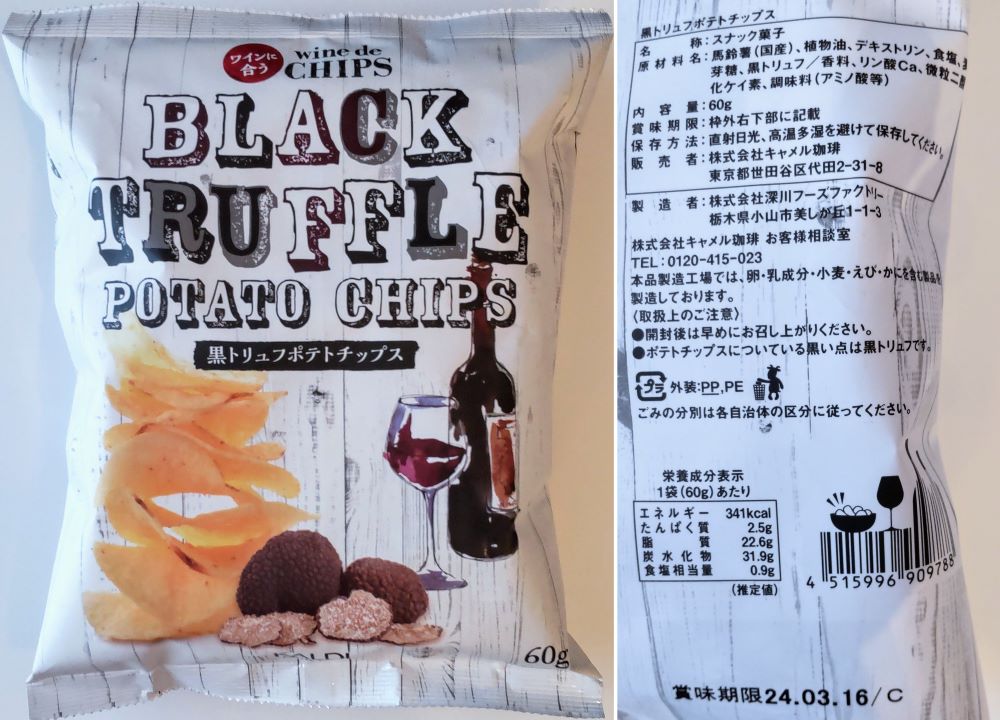 ワインに
合う
wine de
CHIPS
BLACK
TRUFFLE
POTATO CHIPS
黒トリュフポテトチップス
60g
黒トリュフポテトチップス
名称:スナック菓子
原材料名:馬鈴薯(国産)、植物油、デキストリン、食塩、
芽糖、黒トリュフ/香料、リン酸Ca、微粒二
化ケイ素、調味料(アミノ酸等)
内容量:60g
賞味期限:枠外右下部に記載
保存方法:直射日光、高温多湿を避けて保存してください。
販売者:株式会社キャメル珈琲
東京都世田谷区代田2-31-8
製造者:株式会社深川フーズファクトリー
栃木県小山市美しが丘1-1-3
株式会社キャメル珈琲 お客様相談室
TEL:0120-415-023
本品製造工場では、卵・乳成分・小麦・えび・かにを含む製品を
製造しております。
〈取扱上のご注意〉
●開封後は早めにお召し上がりください。
●ポテトチップスについている黒い点は黒トリュフです。
プラ 外装:PP,PE
ごみの分別は各自治体の区分に従ってください。
栄養成分表示
1袋(60g)あたり
エネルギー 341kcal
たんぱく質 2.5g
脂質 22.6g
炭水化物 31.9g
食塩相当量 0.9g
(推定値)
4 515996 909788
賞味期限24.03.16/C